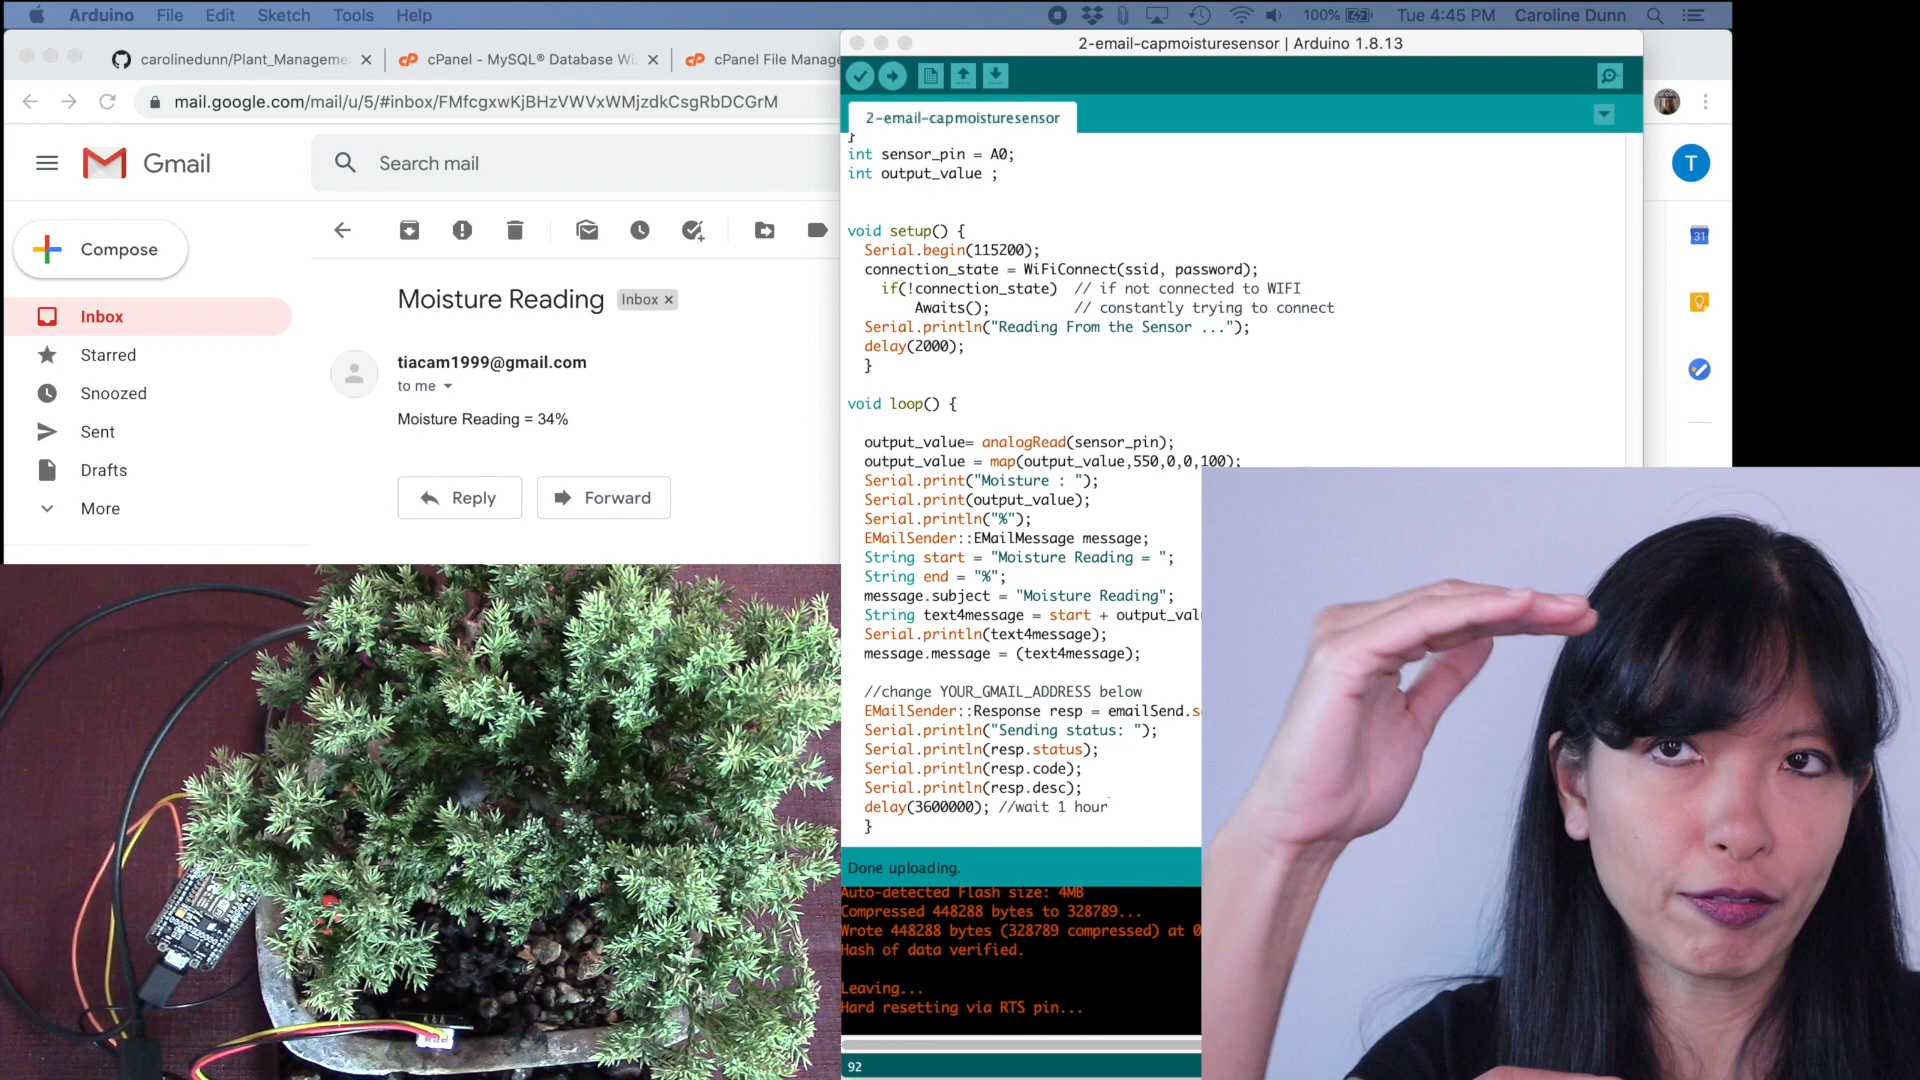 Arduino File Edit Sketch Tools Help
100% Tue 4:45 PM Caroline Dunn
carolinedunn/Plant_Manageme
cPanel - MySQL® Database Wi
cPanel File Manage
mail.google.com/mail/u/5/#inbox/FMfcgxwKjBHzVWVxWMjzdkCsgRbDCGrM
Gmail
Search mail
T
Compose
Inbox
Starred
Snoozed
Sent
Drafts
More
31
Moisture Reading Inbox
tiacam1999@gmail.com
to me
Moisture Reading = 34%
Reply
Forward
2-email-capmoisturesensor | Arduino 1.8.13
2-email-capmoisturesensor
}
int sensor_pin = A0;
int output_value ;
void setup() {
Serial.begin(115200);
connection_state = WiFiConnect(ssid, password);
if(!connection_state) // if not connected to WIFI
Awaits(); // constantly trying to connect
Serial.println("Reading From the Sensor ...");
delay(2000);
}
void loop() {
output_value= analogRead(sensor_pin);
output_value = map(output_value,550,0,0,100);
Serial.print("Moisture : ");
Serial.print(output_value);
Serial.println("%");
EMailSender::EMailMessage message;
String start = "Moisture Reading = ";
String end = "%";
message.subject = "Moisture Reading";
String text4message = start + output_val
Serial.println(text4message);
message.message = (text4message);
//change YOUR_GMAIL_ADDRESS below
EMailSender::Response resp = emailSend.s
Serial.println("Sending status: ");
Serial.println(resp.status);
Serial.println(resp.code);
Serial.println(resp.desc);
delay(3600000); //wait 1 hour
}
Done uploading.
Auto-detected Flash size: 4MB
Compressed 448288 bytes to 328789...
Wrote 448288 bytes (328789 compressed) at 0
Hash of data verified.
Leaving...
Hard resetting via RTS pin...
92